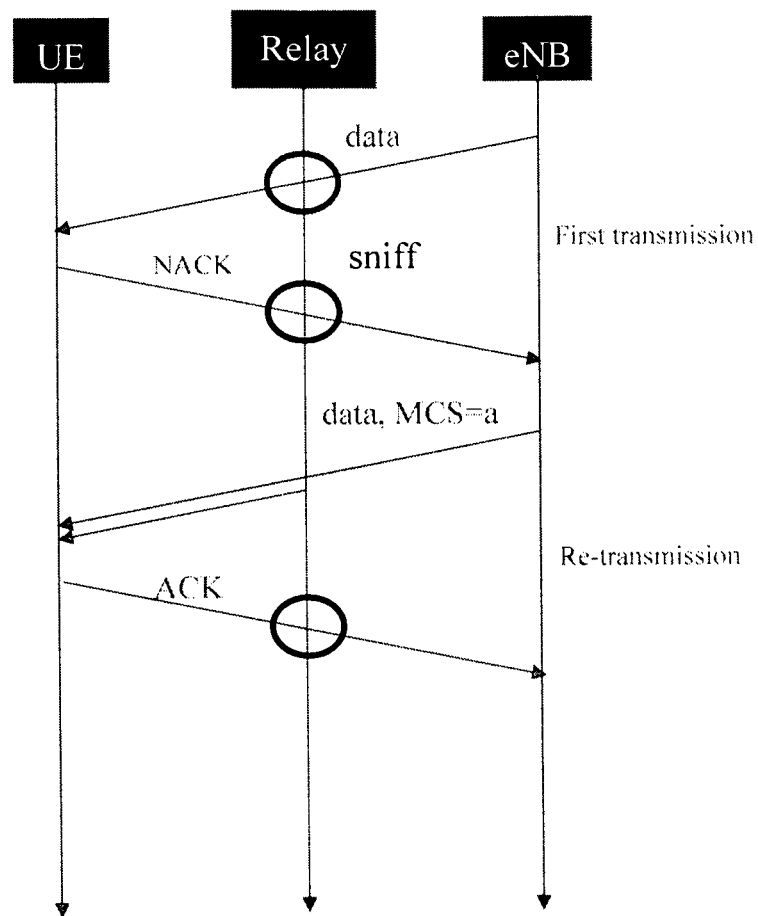 UE
Relay
eNB
data
First transmission
NACK
sniff
data, MCS=a
Re-transmission
ACK